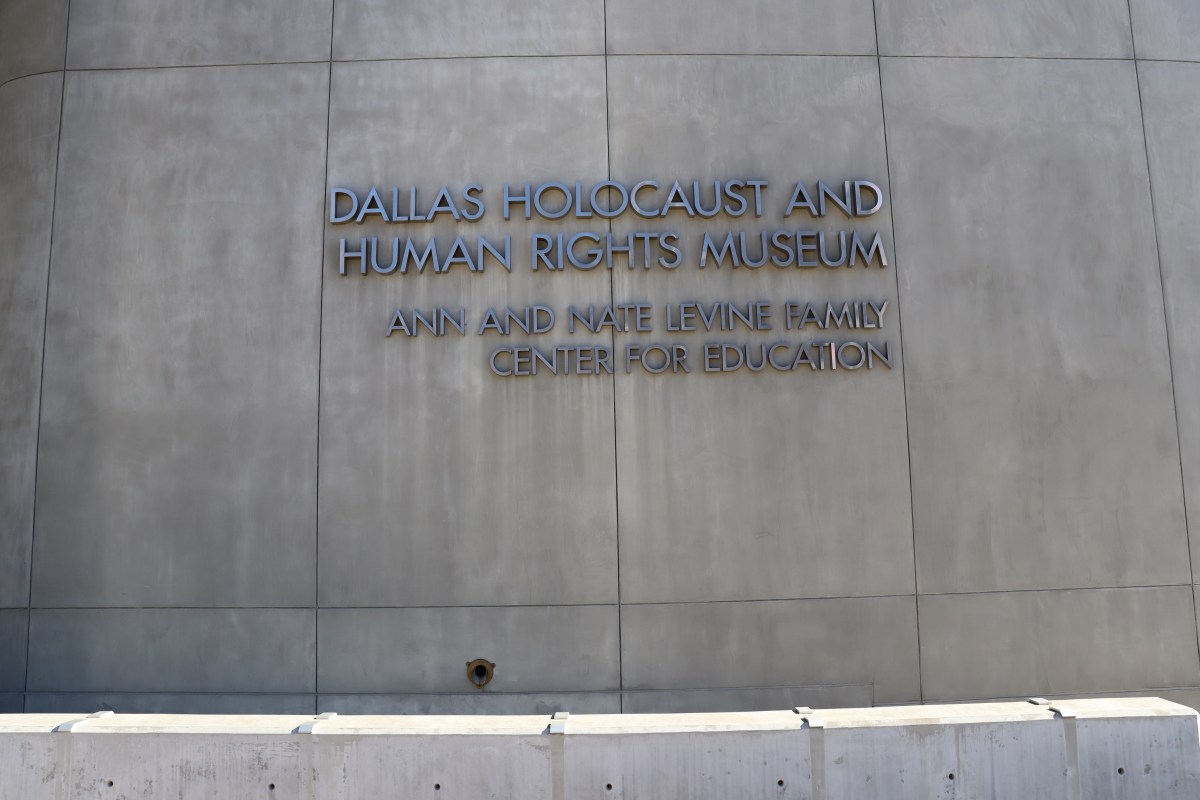 DALLAS HOLOCAUST AND
HUMAN RIGHTS MUSEUM
ANN AND NATE LEVINE FAMILY
CENTER FOR EDUCATION